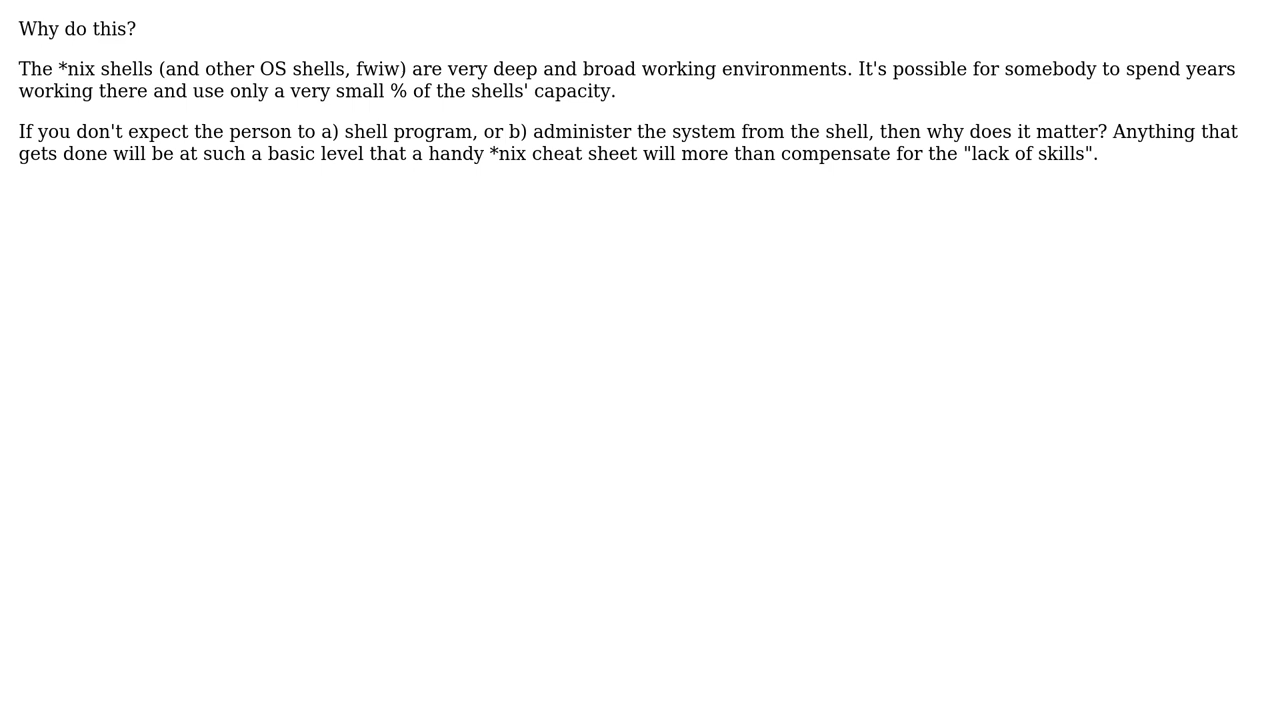 Why do this?
The *nix shells (and other OS shells, fwiw) are very deep and broad working environments. It's possible for somebody to spend years
working there and use only a very small % of the shells' capacity.
If you don't expect the person to a) shell program, or b) administer the system from the shell, then why does it matter? Anything that
gets done will be at such a basic level that a handy *nix cheat sheet will more than compensate for the "lack of skills".